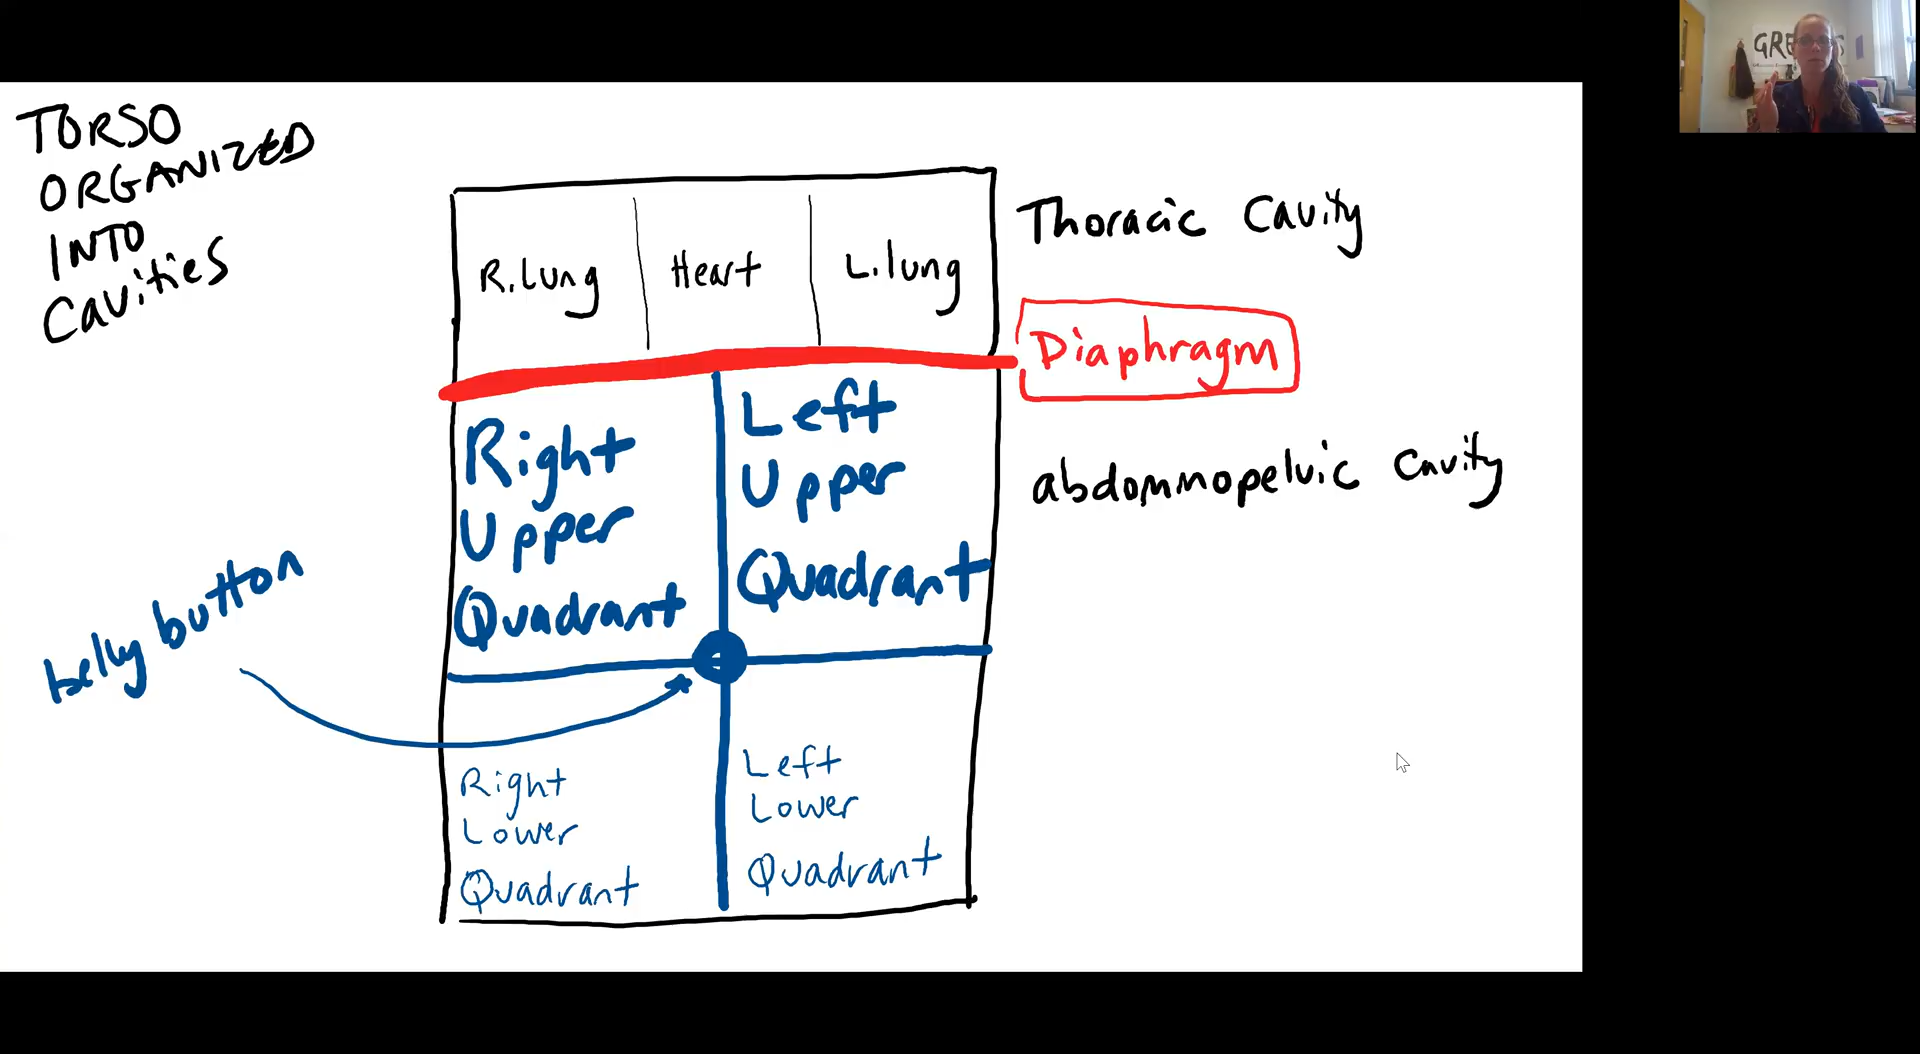 TORSO
ORGANIZED
INTO
Cavities
R.lung
Heart
L.lung
Thoracic Cavity
Diaphragm
Right
Upper
Quadrant
Left
Upper
Quadrant
abdommopelvic Cavity
belly button
Right
Lower
Quadrant
Left
Lower
Quadrant